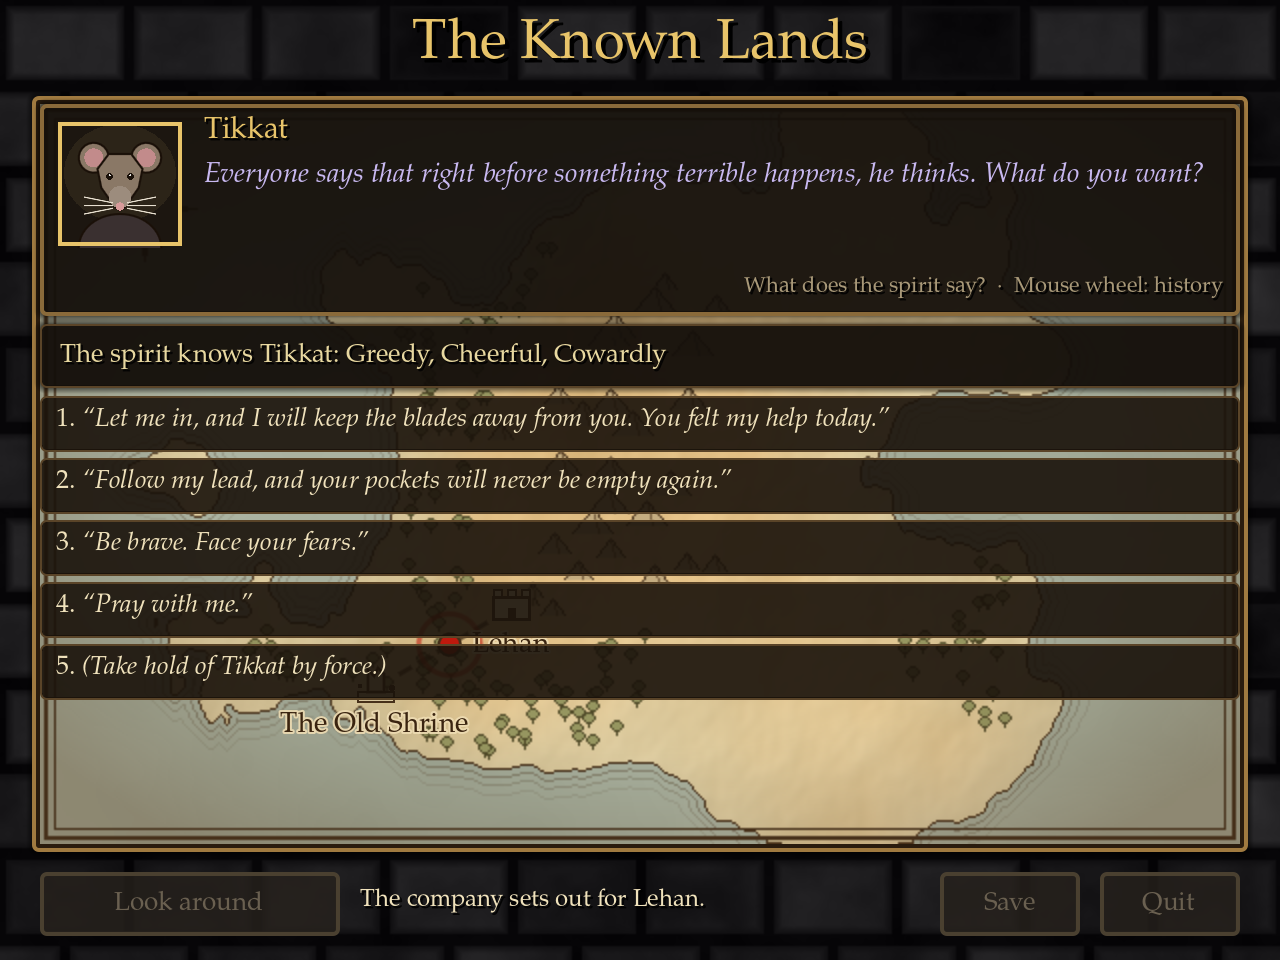 The Known Lands
Tikkat
Everyone says that right before something terrible happens, he thinks. What do you want?
What does the spirit say? · Mouse wheel: history
The spirit knows Tikkat: Greedy, Cheerful, Cowardly
1. “Let me in, and I will keep the blades away from you. You felt my help today.”
2. “Follow my lead, and your pockets will never be empty again.”
3. “Be brave. Face your fears.”
4. “Pray with me.”
Lehan
5. (Take hold of Tikkat by force.)
The Old Shrine
Look around
The company sets out for Lehan.
Save
Quit